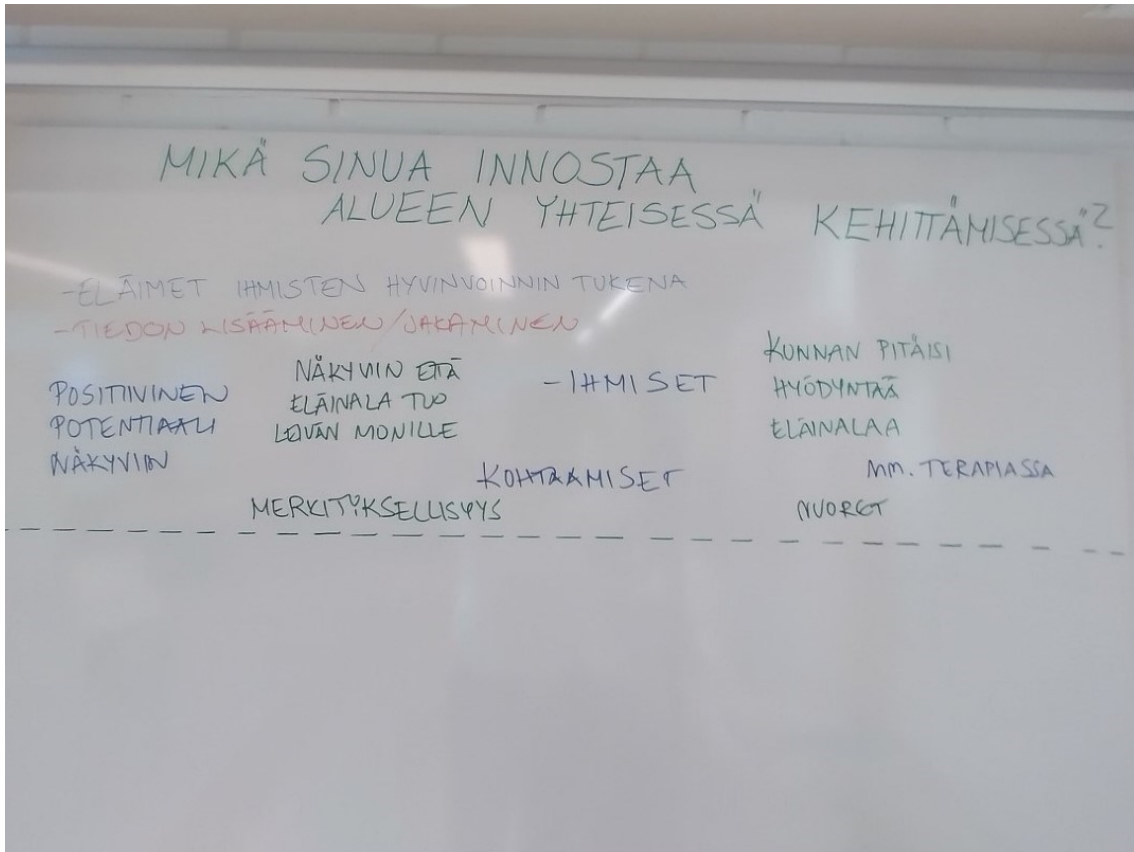 MIKÄ SINUA INNOSTAA
ALUEEN YHTEISESSÄ KEHITTÄMISESSÄ?
-ELÄIMET IHMISTEN HYVINVOINNIN TUKENA
-TIEDON LISÄÄMINEN/JAKAMINEN
POSITIIVINEN
POTENTIAALI
NÄKYVIIN
NÄKYVIIN ETTÄ
ELÄINALA TUO
LEIVÄN MONILLE
-IHMISET
KUNNAN PITÄISI
HYÖDYNTÄÄ
ELÄINALAA
KOHTAAMISET
MM. TERAPIASSA
MERKITYKSELLISYYS
NUORET